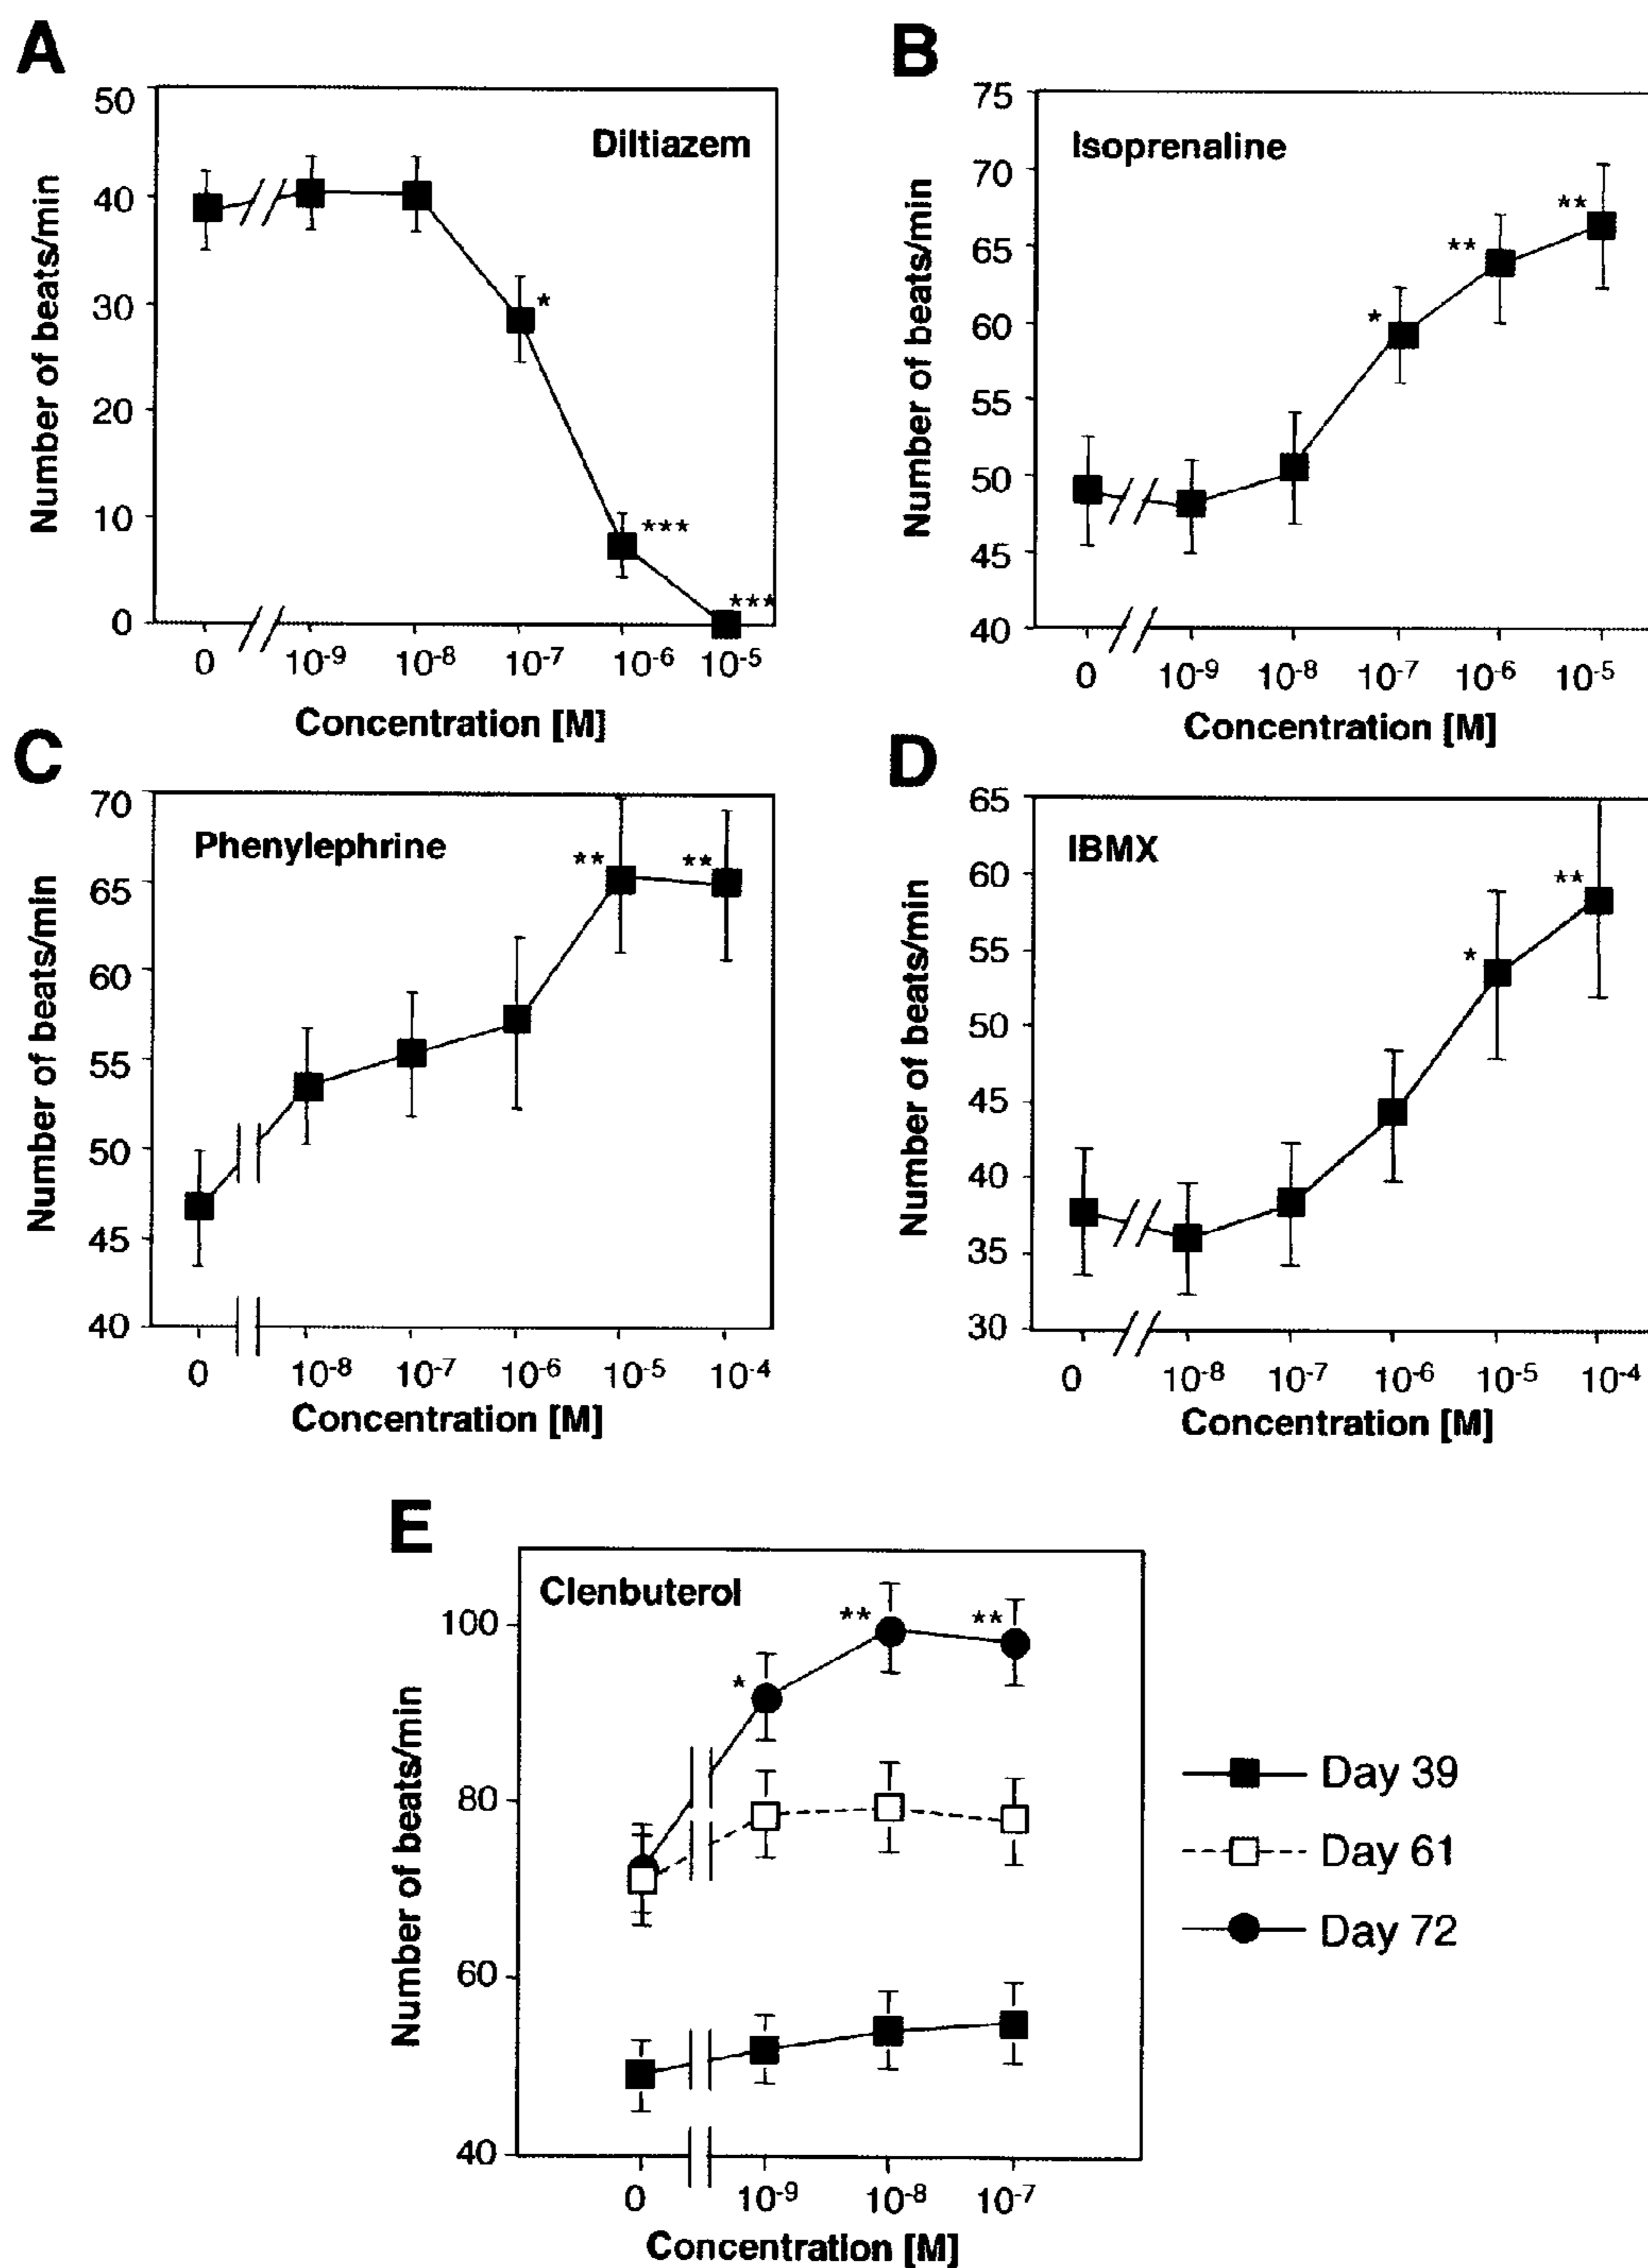 A
Diltiazem
Number of beats/min
50
40
30
20
10
0
*
***
***
0 10-9 10-8 10-7 10-6 10-5
Concentration [M]
B
Isoprenaline
Number of beats/min
75
70
65
60
55
50
45
40
*
**
**
0 10-9 10-8 10-7 10-6 10-5
Concentration [M]
C
Phenylephrine
Number of beats/min
70
65
60
55
50
45
40
** **
0 10-8 10-7 10-6 10-5 10-4
Concentration [M]
D
IBMX
Number of beats/min
65
60
55
50
45
40
35
30
*
**
0 10-8 10-7 10-6 10-5 10-4
Concentration [M]
E
Clenbuterol
Number of beats/min
100
80
60
40
*
** **
0 10-9 10-8 10-7
Concentration [M]
Day 39
Day 61
Day 72